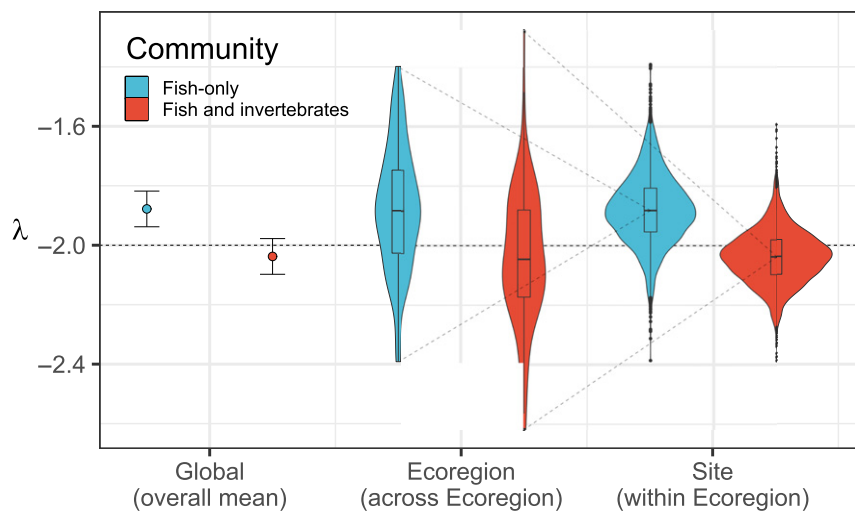 Community
Fish-only
Fish and invertebrates
−1.6
−2.0
−2.4
λ
Global
(overall mean)
Ecoregion
(across Ecoregion)
Site
(within Ecoregion)